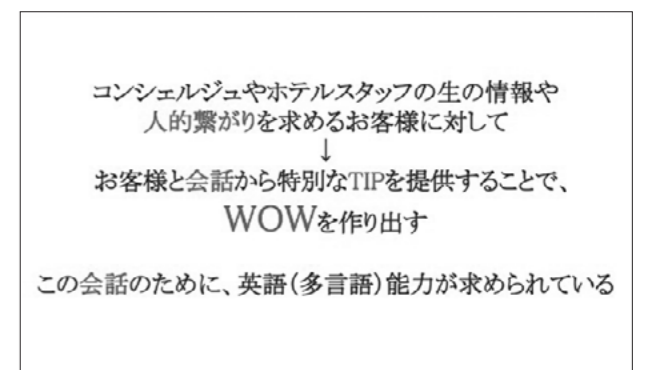 コンシェルジュやホテルスタッフの生の情報や
人的繋がりを求めるお客様に対して
↓
お客様と会話から特別なTIPを提供することで、
WOWを作り出す
この会話のために、英語（多言語）能力が求められている